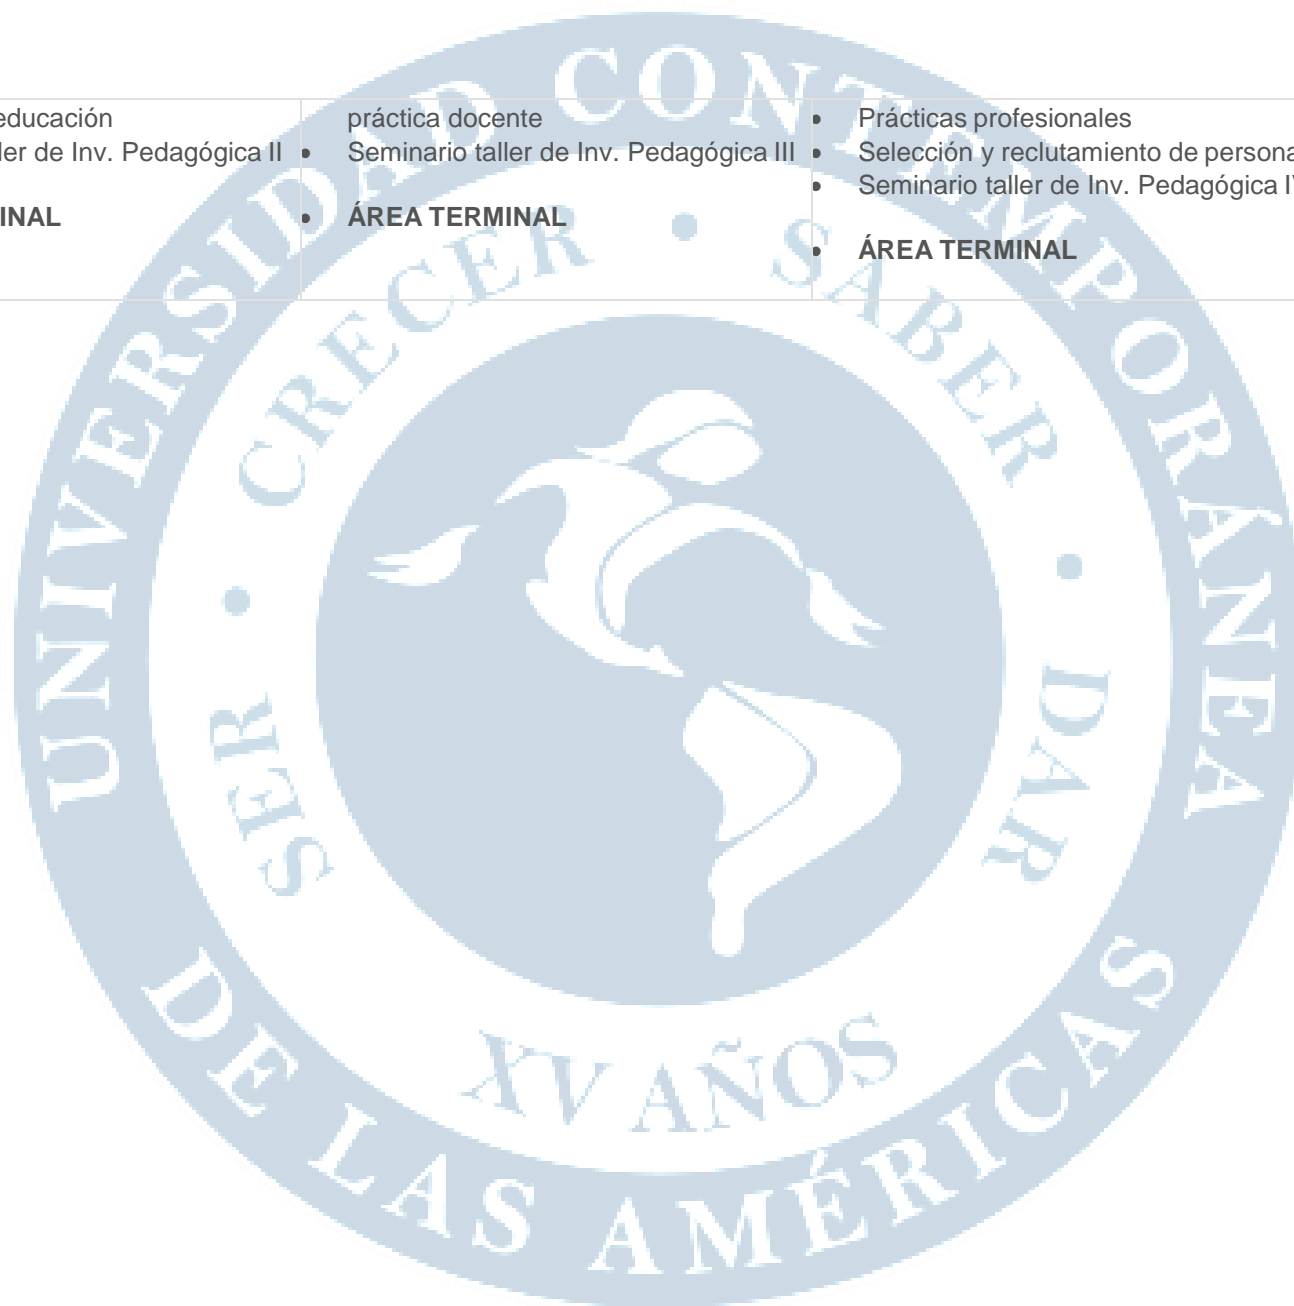 educación
ler de Inv. Pedagógica II
INAL
práctica docente
• Seminario taller de Inv. Pedagógica III
• ÁREA TERMINAL
• Prácticas profesionales
• Selección y reclutamiento de persona
• Seminario taller de Inv. Pedagógica IV
• ÁREA TERMINAL
UNIVERSIDAD CONTEMPORÁNEA
DE LAS AMÉRICAS
SER • CRECER • SABER • DAR
XV AÑOS